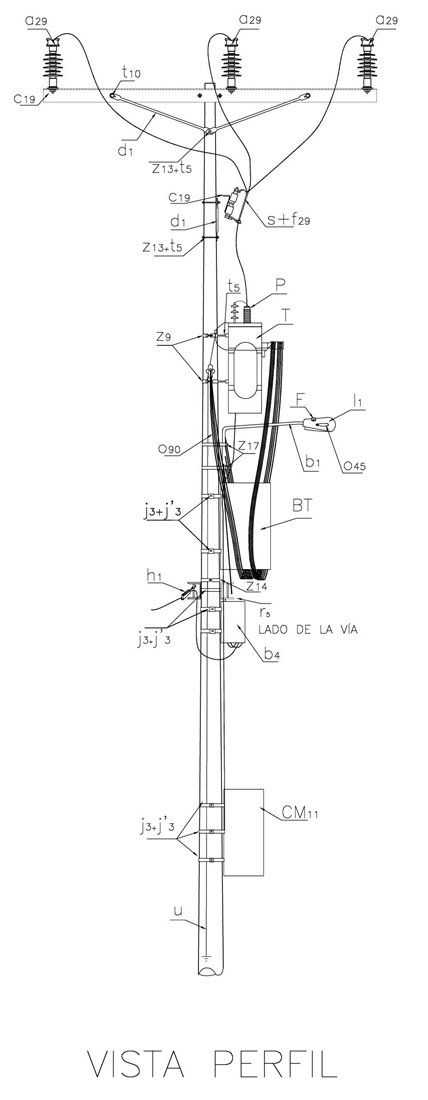 a29 a29 a29
t10
c19
d1
z13+t5
c19
s+f29
d1
z13+t5
P
t5
T
z9
F l1
o90
z17
b1 o45
j3+j'3
BT
h1
z14
r5
j3+j'3
LADO DE LA VÍA
b4
CM11
j3+j'3
u
VISTA PERFIL